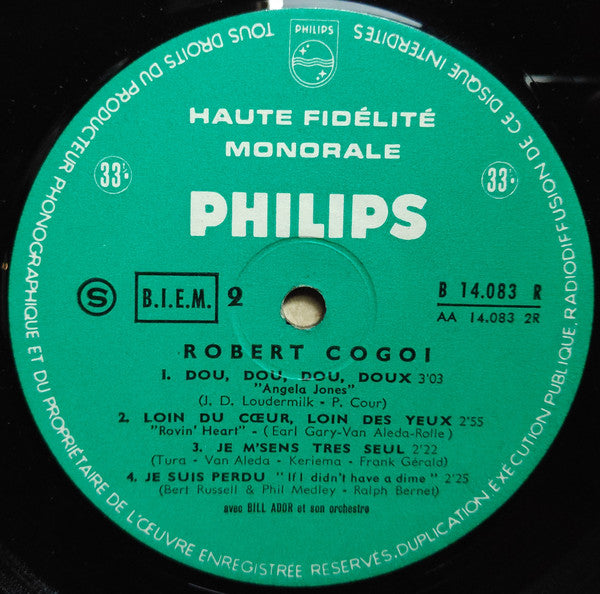 TOUS DROITS DU PRODUCTEUR PHONOGRAPHIQUE ET DU PROPRIÉTAIRE DE L'ŒUVRE ENREGISTRÉE RESERVÉS. DUPLICATION EXÉCUTION PUBLIQUE, RADIODIFFUSION DE CE DISQUE INTERDITES
PHILIPS
HAUTE FIDÉLITÉ
MONORALE
33 33
PHILIPS
S B.I.E.M. 2 B 14.083 R
AA 14.083 2R
ROBERT COGOI
1. DOU, DOU, DOU, DOUX 3'03
"Angela Jones"
(J. D. Loudermilk - P. Cour)
2. LOIN DU CŒUR, LOIN DES YEUX 2'55
"Rovin' Heart" - (Earl Gary-Van Aleda-Rolle)
3. JE M'SENS TRES SEUL 2'22
(Tura - Van Aleda - Keriema - Frank Gérald)
4. JE SUIS PERDU "If I didn't have a dime" 2'25
(Bert Russell & Phil Medley - Ralph Bernet)
avec BILL ADOR et son orchestre